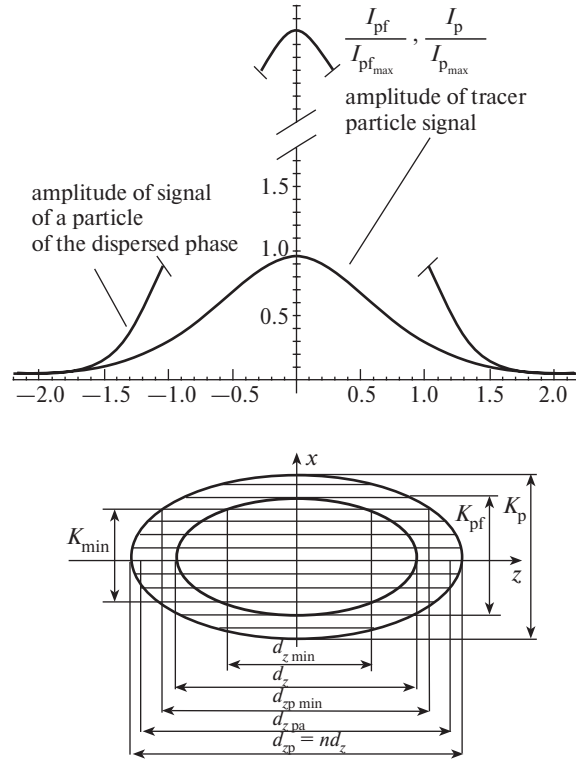 I_pf / I_pf_max , I_p / I_p_max
amplitude of tracer
particle signal
amplitude of signal
of a particle
of the dispersed phase
1.5
1.0
0.5
−2.0 −1.5 −1.0 −0.5 0.5 1.0 1.5 2.0
x
K_min
K_pf
K_p
z
d_z min
d_z
d_zp min
d_z pa
d_zp = nd_z